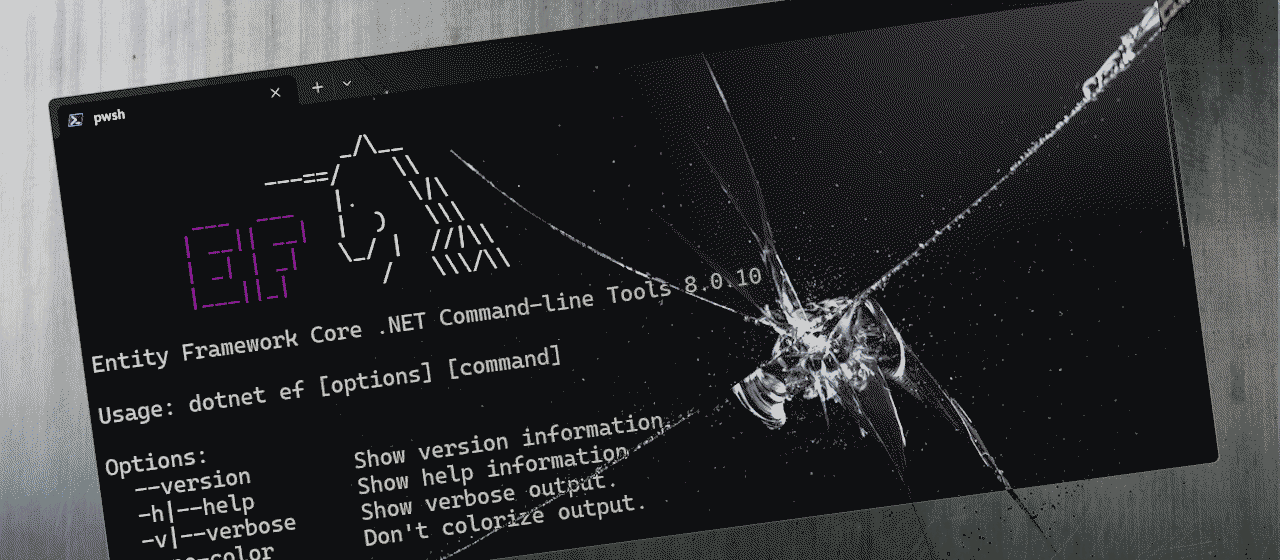 pwsh
Entity Framework Core .NET Command-line Tools 8.0.10
Usage: dotnet ef [options] [command]
Options:
--version Show version information.
-h|--help Show help information.
-v|--verbose Show verbose output.
-color Don't colorize output.